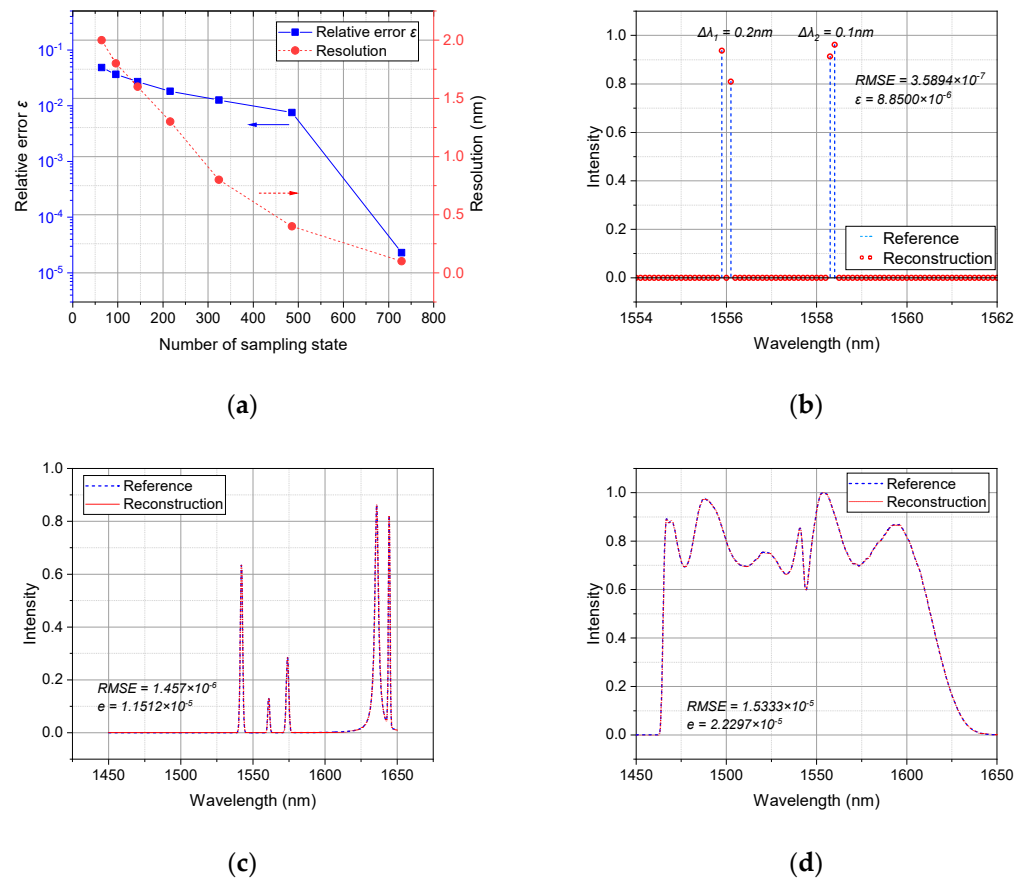 Relative error ε
Resolution
10⁻¹
10⁻²
10⁻³
10⁻⁴
10⁻⁵
Relative error ε
2.0
1.5
1.0
0.5
0.0
Resolution (nm)
0 100 200 300 400 500 600 700 800
Number of sampling state
(a)
Δλ₁ = 0.2nm Δλ₂ = 0.1nm
RMSE = 3.5894×10⁻⁷
ε = 8.8500×10⁻⁶
Reference
Reconstruction
1.0
0.8
0.6
0.4
0.2
0.0
Intensity
1554 1556 1558 1560 1562
Wavelength (nm)
(b)
Reference
Reconstruction
1.0
0.8
0.6
0.4
0.2
0.0
Intensity
RMSE = 1.457×10⁻⁶
e = 1.1512×10⁻⁵
1450 1500 1550 1600 1650
Wavelength (nm)
(c)
Reference
Reconstruction
1.0
0.8
0.6
0.4
0.2
0.0
Intensity
RMSE = 1.5333×10⁻⁵
e = 2.2297×10⁻⁵
1450 1500 1550 1600 1650
Wavelength (nm)
(d)